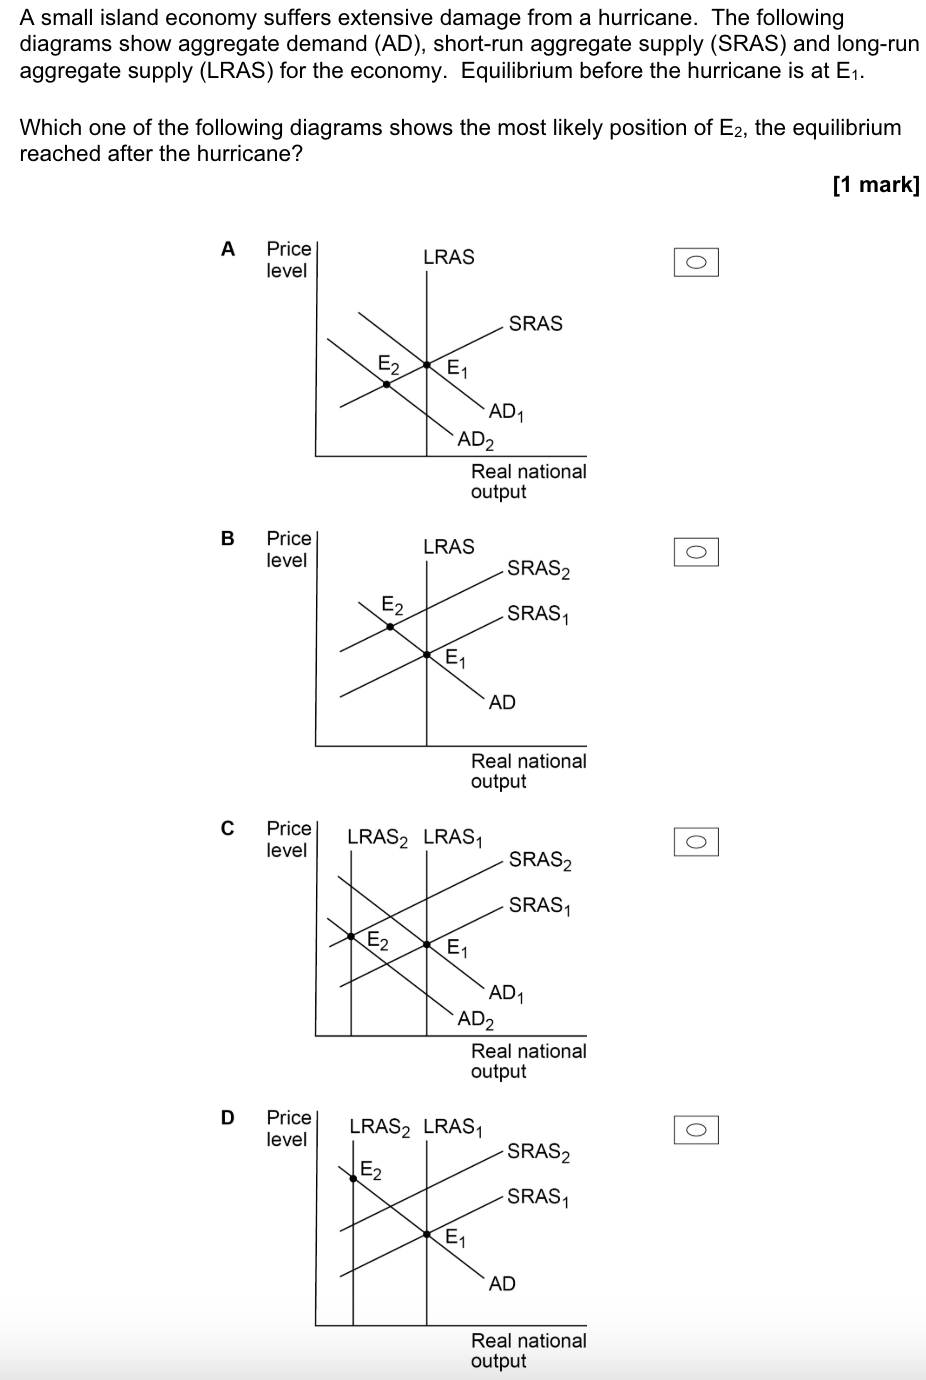 A small island economy suffers extensive damage from a hurricane. The following
diagrams show aggregate demand (AD), short-run aggregate supply (SRAS) and long-run
aggregate supply (LRAS) for the economy. Equilibrium before the hurricane is at E₁.
Which one of the following diagrams shows the most likely position of E₂, the equilibrium
reached after the hurricane?
[1 mark]
A Price
level
LRAS
SRAS
E₂ E₁
AD₁
AD₂
Real national
output
B Price
level
LRAS
SRAS₂
E₂
SRAS₁
E₁
AD
Real national
output
C Price
level
LRAS₂ LRAS₁
SRAS₂
SRAS₁
E₂ E₁
AD₁
AD₂
Real national
output
D Price
level
LRAS₂ LRAS₁
SRAS₂
E₂
SRAS₁
E₁
AD
Real national
output